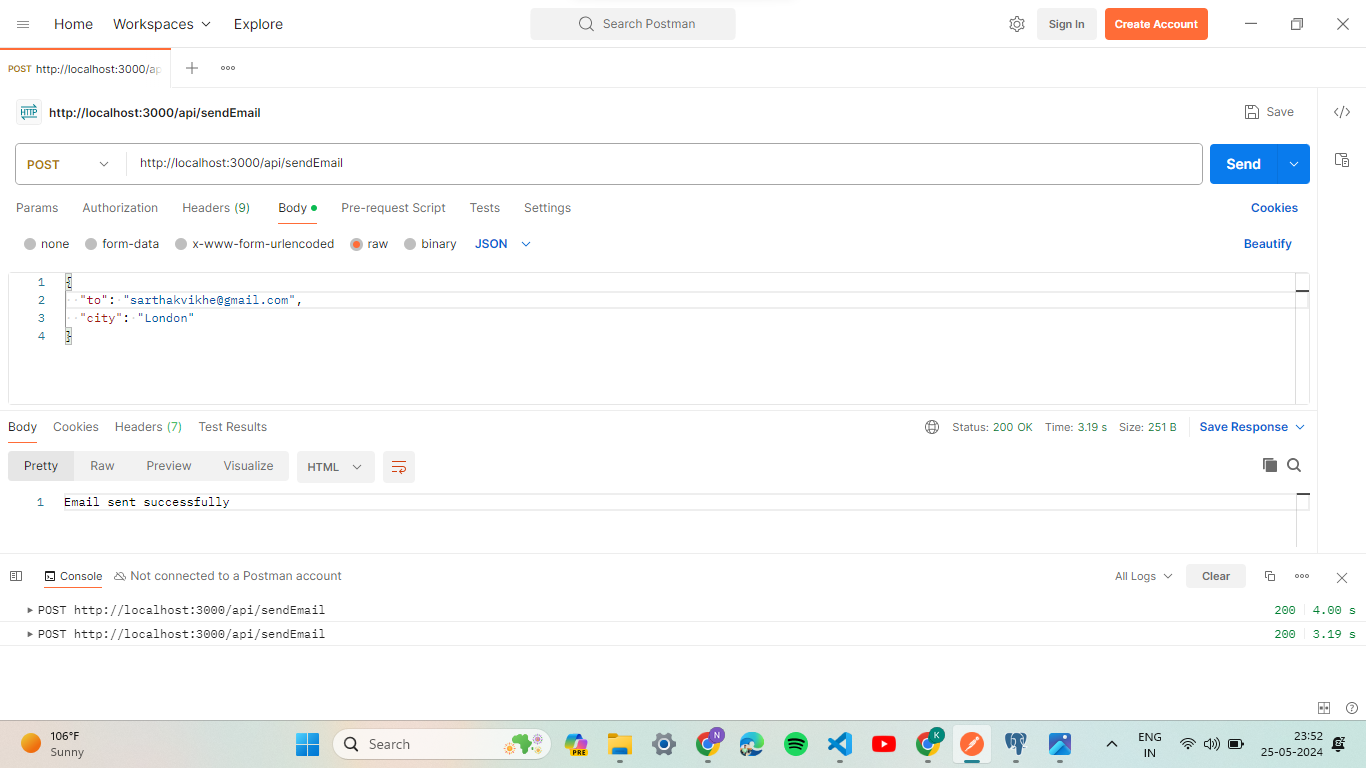 Home Workspaces Explore Search Postman Sign In Create Account
POST http://localhost:3000/ap
HTTP http://localhost:3000/api/sendEmail Save
POST http://localhost:3000/api/sendEmail Send
Params Authorization Headers (9) Body Pre-request Script Tests Settings Cookies
none form-data x-www-form-urlencoded raw binary JSON Beautify
1 {
2 "to": "sarthakvikhe@gmail.com",
3 "city": "London"
4 }
Body Cookies Headers (7) Test Results Status: 200 OK Time: 3.19 s Size: 251 B Save Response
Pretty Raw Preview Visualize HTML
1 Email sent successfully
Console Not connected to a Postman account All Logs Clear
POST http://localhost:3000/api/sendEmail 200 4.00 s
POST http://localhost:3000/api/sendEmail 200 3.19 s
106°F
Sunny
Search
PRE
N
K
ENG
IN
23:52
25-05-2024